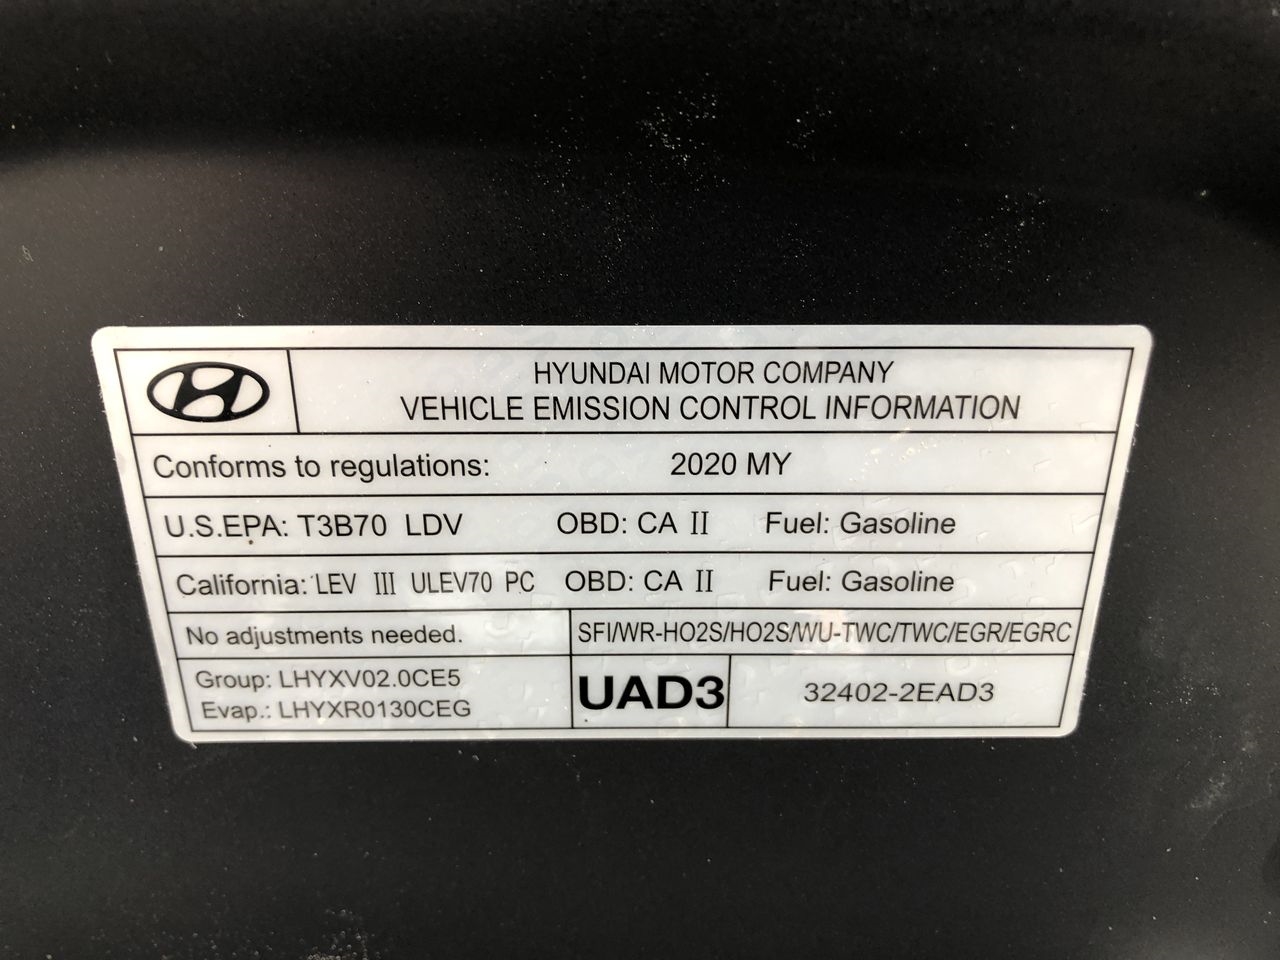 HYUNDAI MOTOR COMPANY
VEHICLE EMISSION CONTROL INFORMATION
Conforms to regulations: 2020 MY
U.S.EPA: T3B70 LDV OBD: CA II Fuel: Gasoline
California: LEV III ULEV70 PC OBD: CA II Fuel: Gasoline
No adjustments needed. SFI/WR-HO2S/HO2S/WU-TWC/TWC/EGR/EGRC
Group: LHYXV02.0CE5
Evap.: LHYXR0130CEG
UAD3 32402-2EAD3